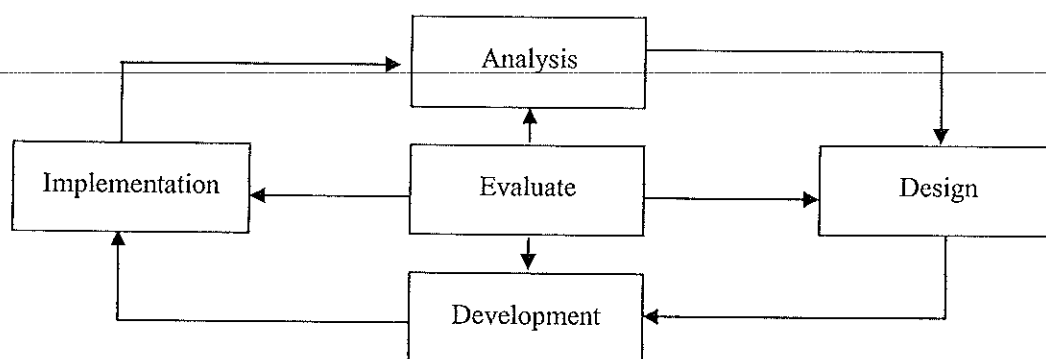 Analysis
Implementation
Evaluate
Design
Development